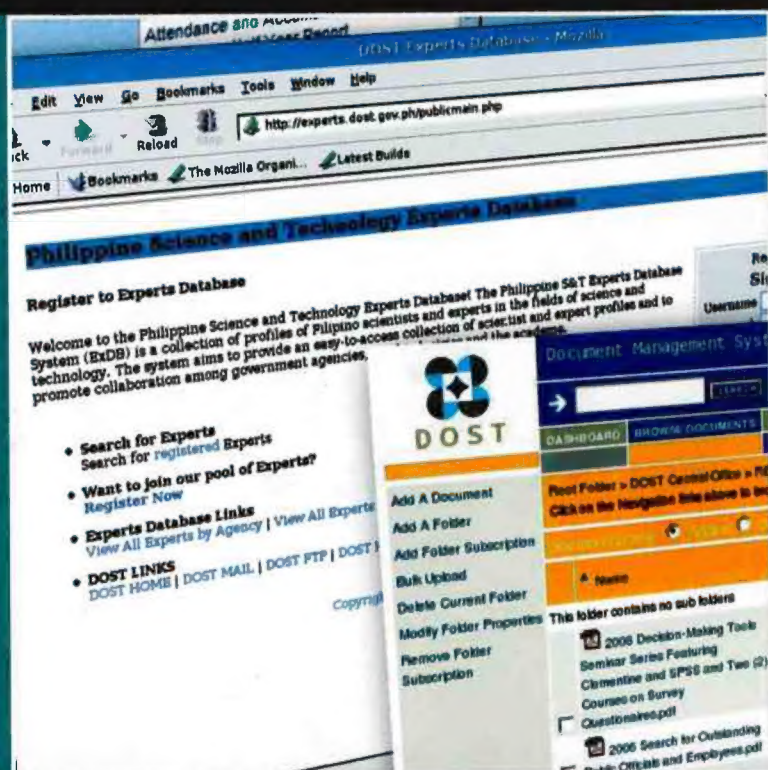 Attendance and
Half-Year Report
DOST Experts Database - Mozilla
Edit View Go Bookmarks Tools Window Help
Forward Reload Stop http://experts.dost.gov.ph/publicmain.php
Home Bookmarks The Mozilla Organi... Latest Builds
Philippine Science and Technology Experts Database
Register to Experts Database
Welcome to the Philippine Science and Technology Experts Database! The Philippine S&T Experts Database
System (ExDB) is a collection of profiles of Filipino scientists and experts in the fields of science and
technology. The system aims to provide an easy-to-access collection of scientist and expert profiles and to
promote collaboration among government agencies, and the academe.
Username
• Search for Experts
Search for registered Experts
• Want to join our pool of Experts?
Register Now
• Experts Database Links
View All Experts by Agency | View All Experts
• DOST LINKS
DOST HOME | DOST MAIL | DOST FTP | DOST
DOST
Document Management
SEARCH
DASHBOARD BROWSE DOCUMENTS
Root Folder » DOST Central Office »
Click on the Navigation links above to
Name
Add A Document
Add A Folder
Add Folder Subscription
Bulk Upload
Delete Current Folder
Modify Folder Properties
Remove Folder
Subscription
This folder contains no sub folders
2006 Decision-Making Tools
Seminar Series Featuring
Clementine and SPSS and Two (2)
Courses on Survey
Questionaires.pdf
2006 Search for Outstanding
Public Officials and Employees.pdf